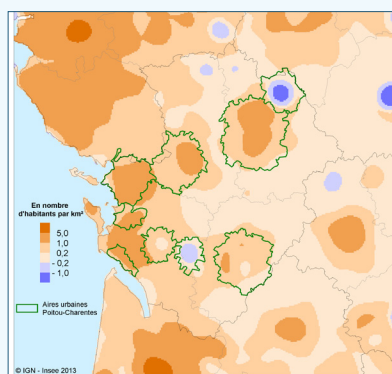 En nombre
d'habitants par km²
5,0
1,0
0,2
- 0,2
- 1,0
Aires urbaines
Poitou-Charentes
© IGN - Insee 2013